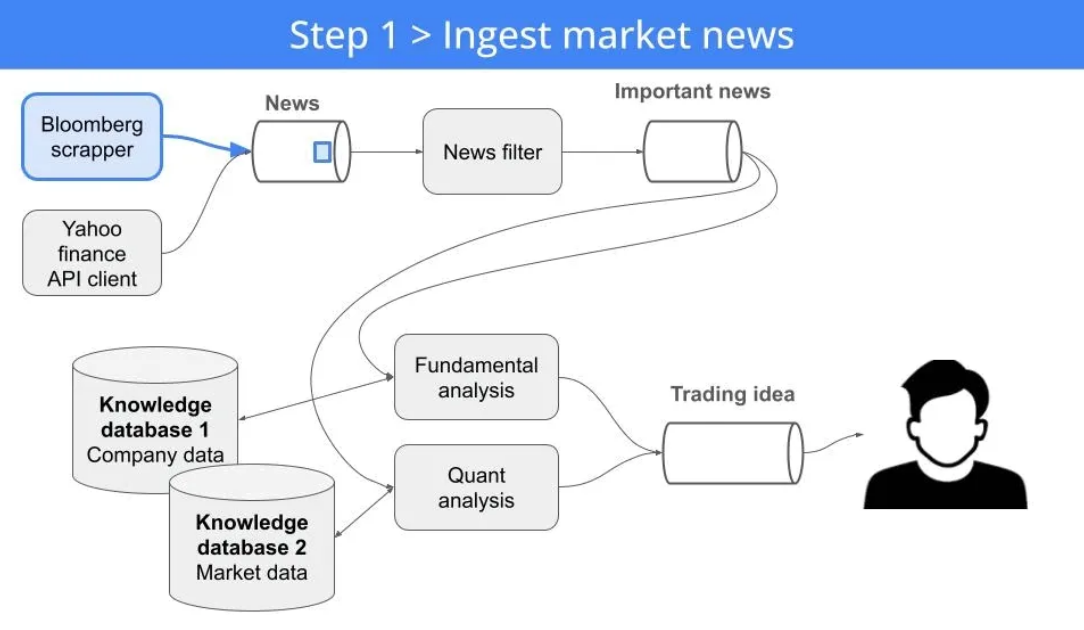 Step 1 > Ingest market news
Important news
News
Bloomberg
scrapper
News filter
Yahoo
finance
API client
Fundamental
analysis
Trading idea
Knowledge
database 1
Company data
Quant
analysis
Knowledge
database 2
Market data